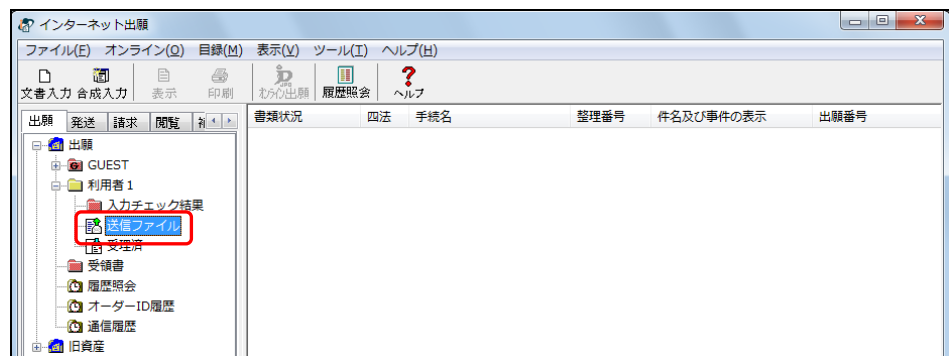 インターネット出願
ファイル(F) オンライン(O) 目録(M) 表示(V) ツール(T) ヘルプ(H)
文書入力 合成入力 表示 印刷 オンライン出願 履歴照会 ヘルプ
出願 発送 請求 閲覧
書類状況 四法 手続名 整理番号 件名及び事件の表示 出願番号
出願
GUEST
利用者1
入力チェック結果
送信ファイル
受理済
受領書
履歴照会
オーダーID履歴
通信履歴
旧資産